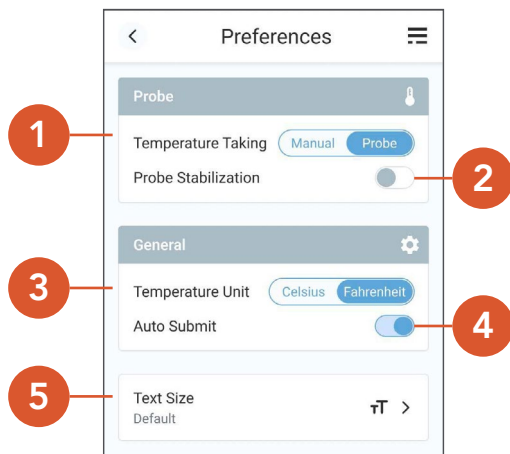 Preferences
Probe
1
Temperature Taking Manual Probe
Probe Stabilization
2
General
3
Temperature Unit Celsius Fahrenheit
Auto Submit
4
5
Text Size
Default
TT